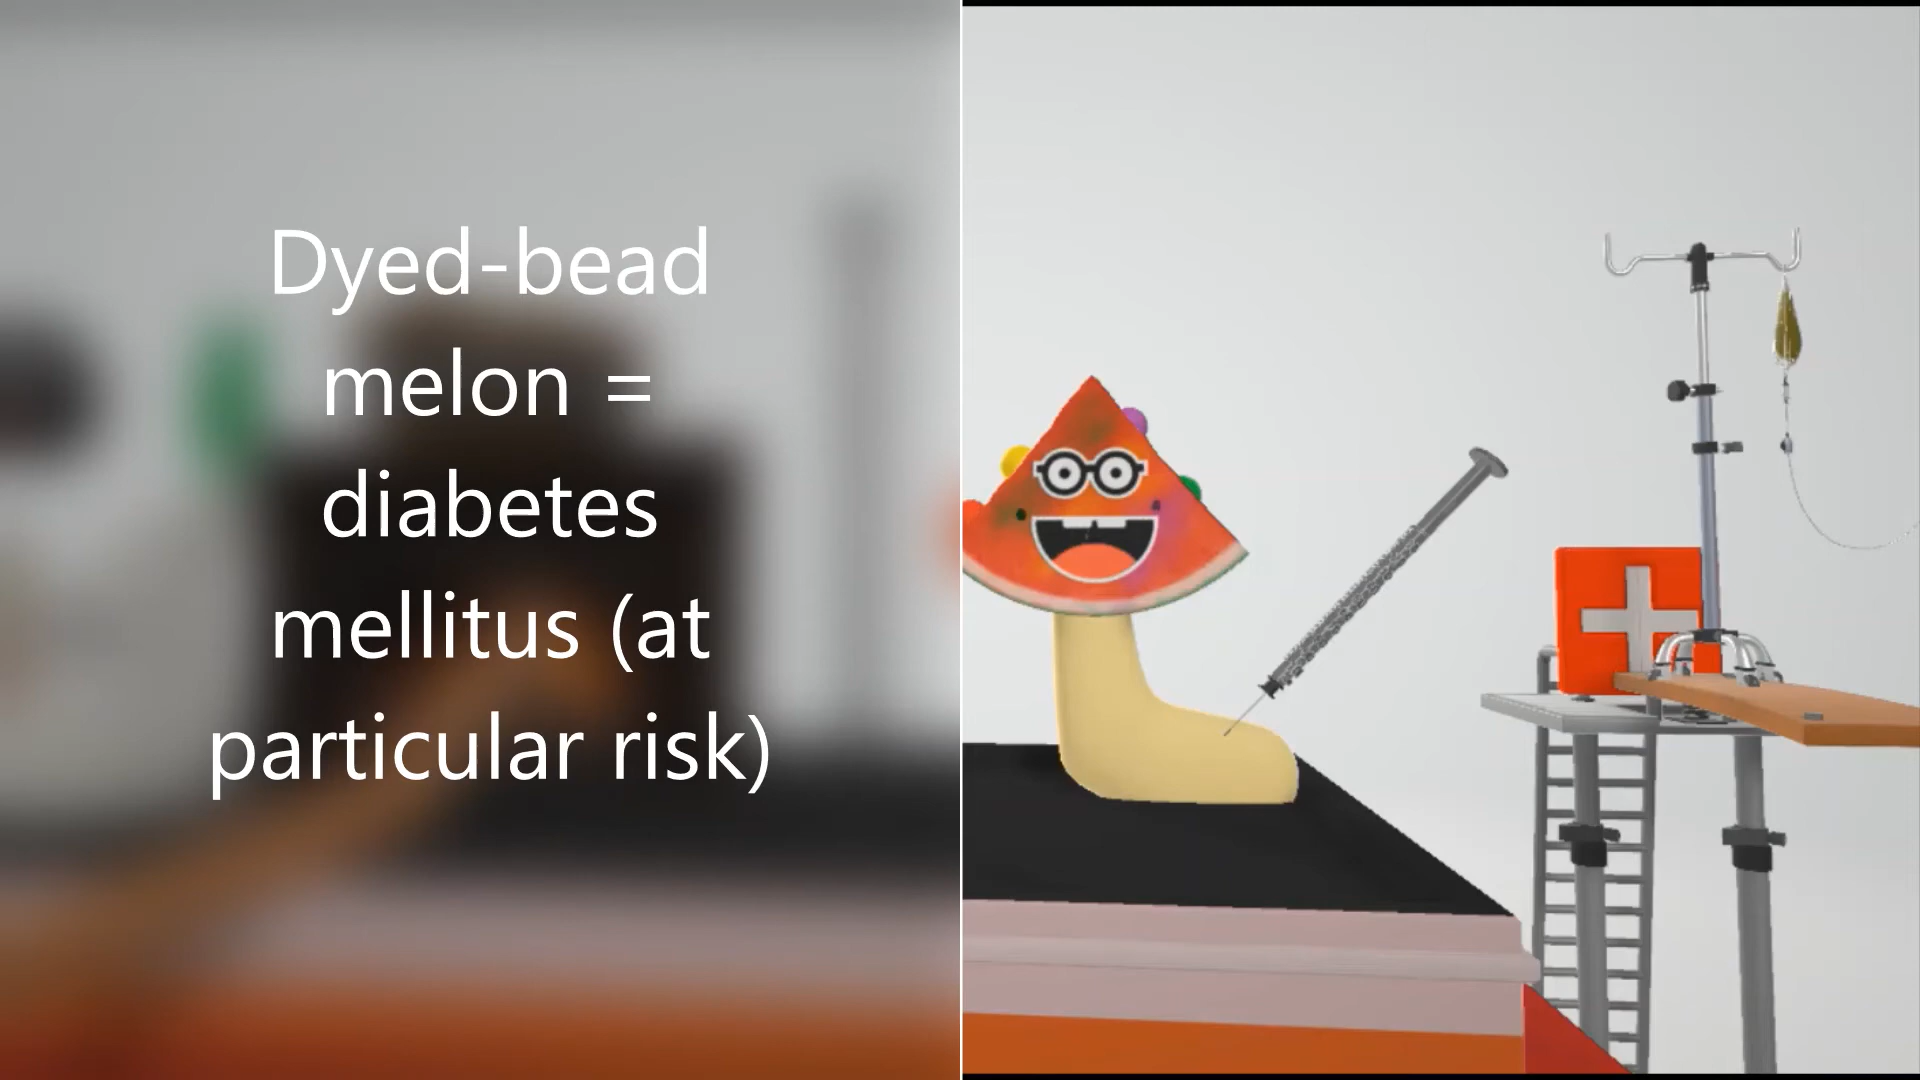 Dyed-bead
melon =
diabetes
mellitus (at
particular risk)